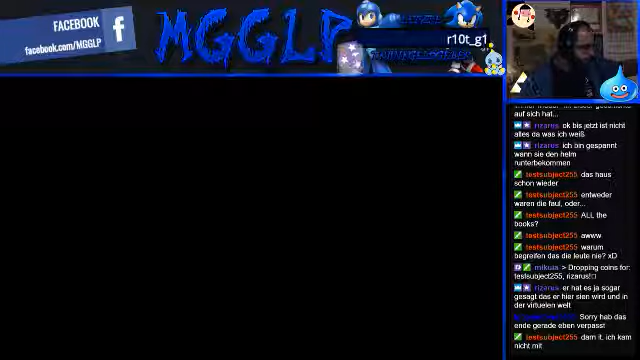 FACEBOOK
facebook.com/MGGLP
f
MGGLP
LETZTE
r10t_g1
auf sich hat...
rizarus ok bis jetzt ist nicht
alles da was ich weiß
rizarus ich bin gespannt
wann sie den helm
runterbekommen
testsubject255 das haus
schon wieder
testsubject255 entweder
waren die faul, oder...
testsubject255 ALL the
books?
testsubject255 awww
testsubject255 warum
begreifen das die leute nie? xD
mikuia > Dropping coins for:
testsubject255, rizarus!
rizarus er hat es ja sogar
gesagt das er hier sien wird und in
der virtuelen welt
Sorry hab das
ende gerade eben verpasst
testsubject255 darn it, ich kam
nicht mit